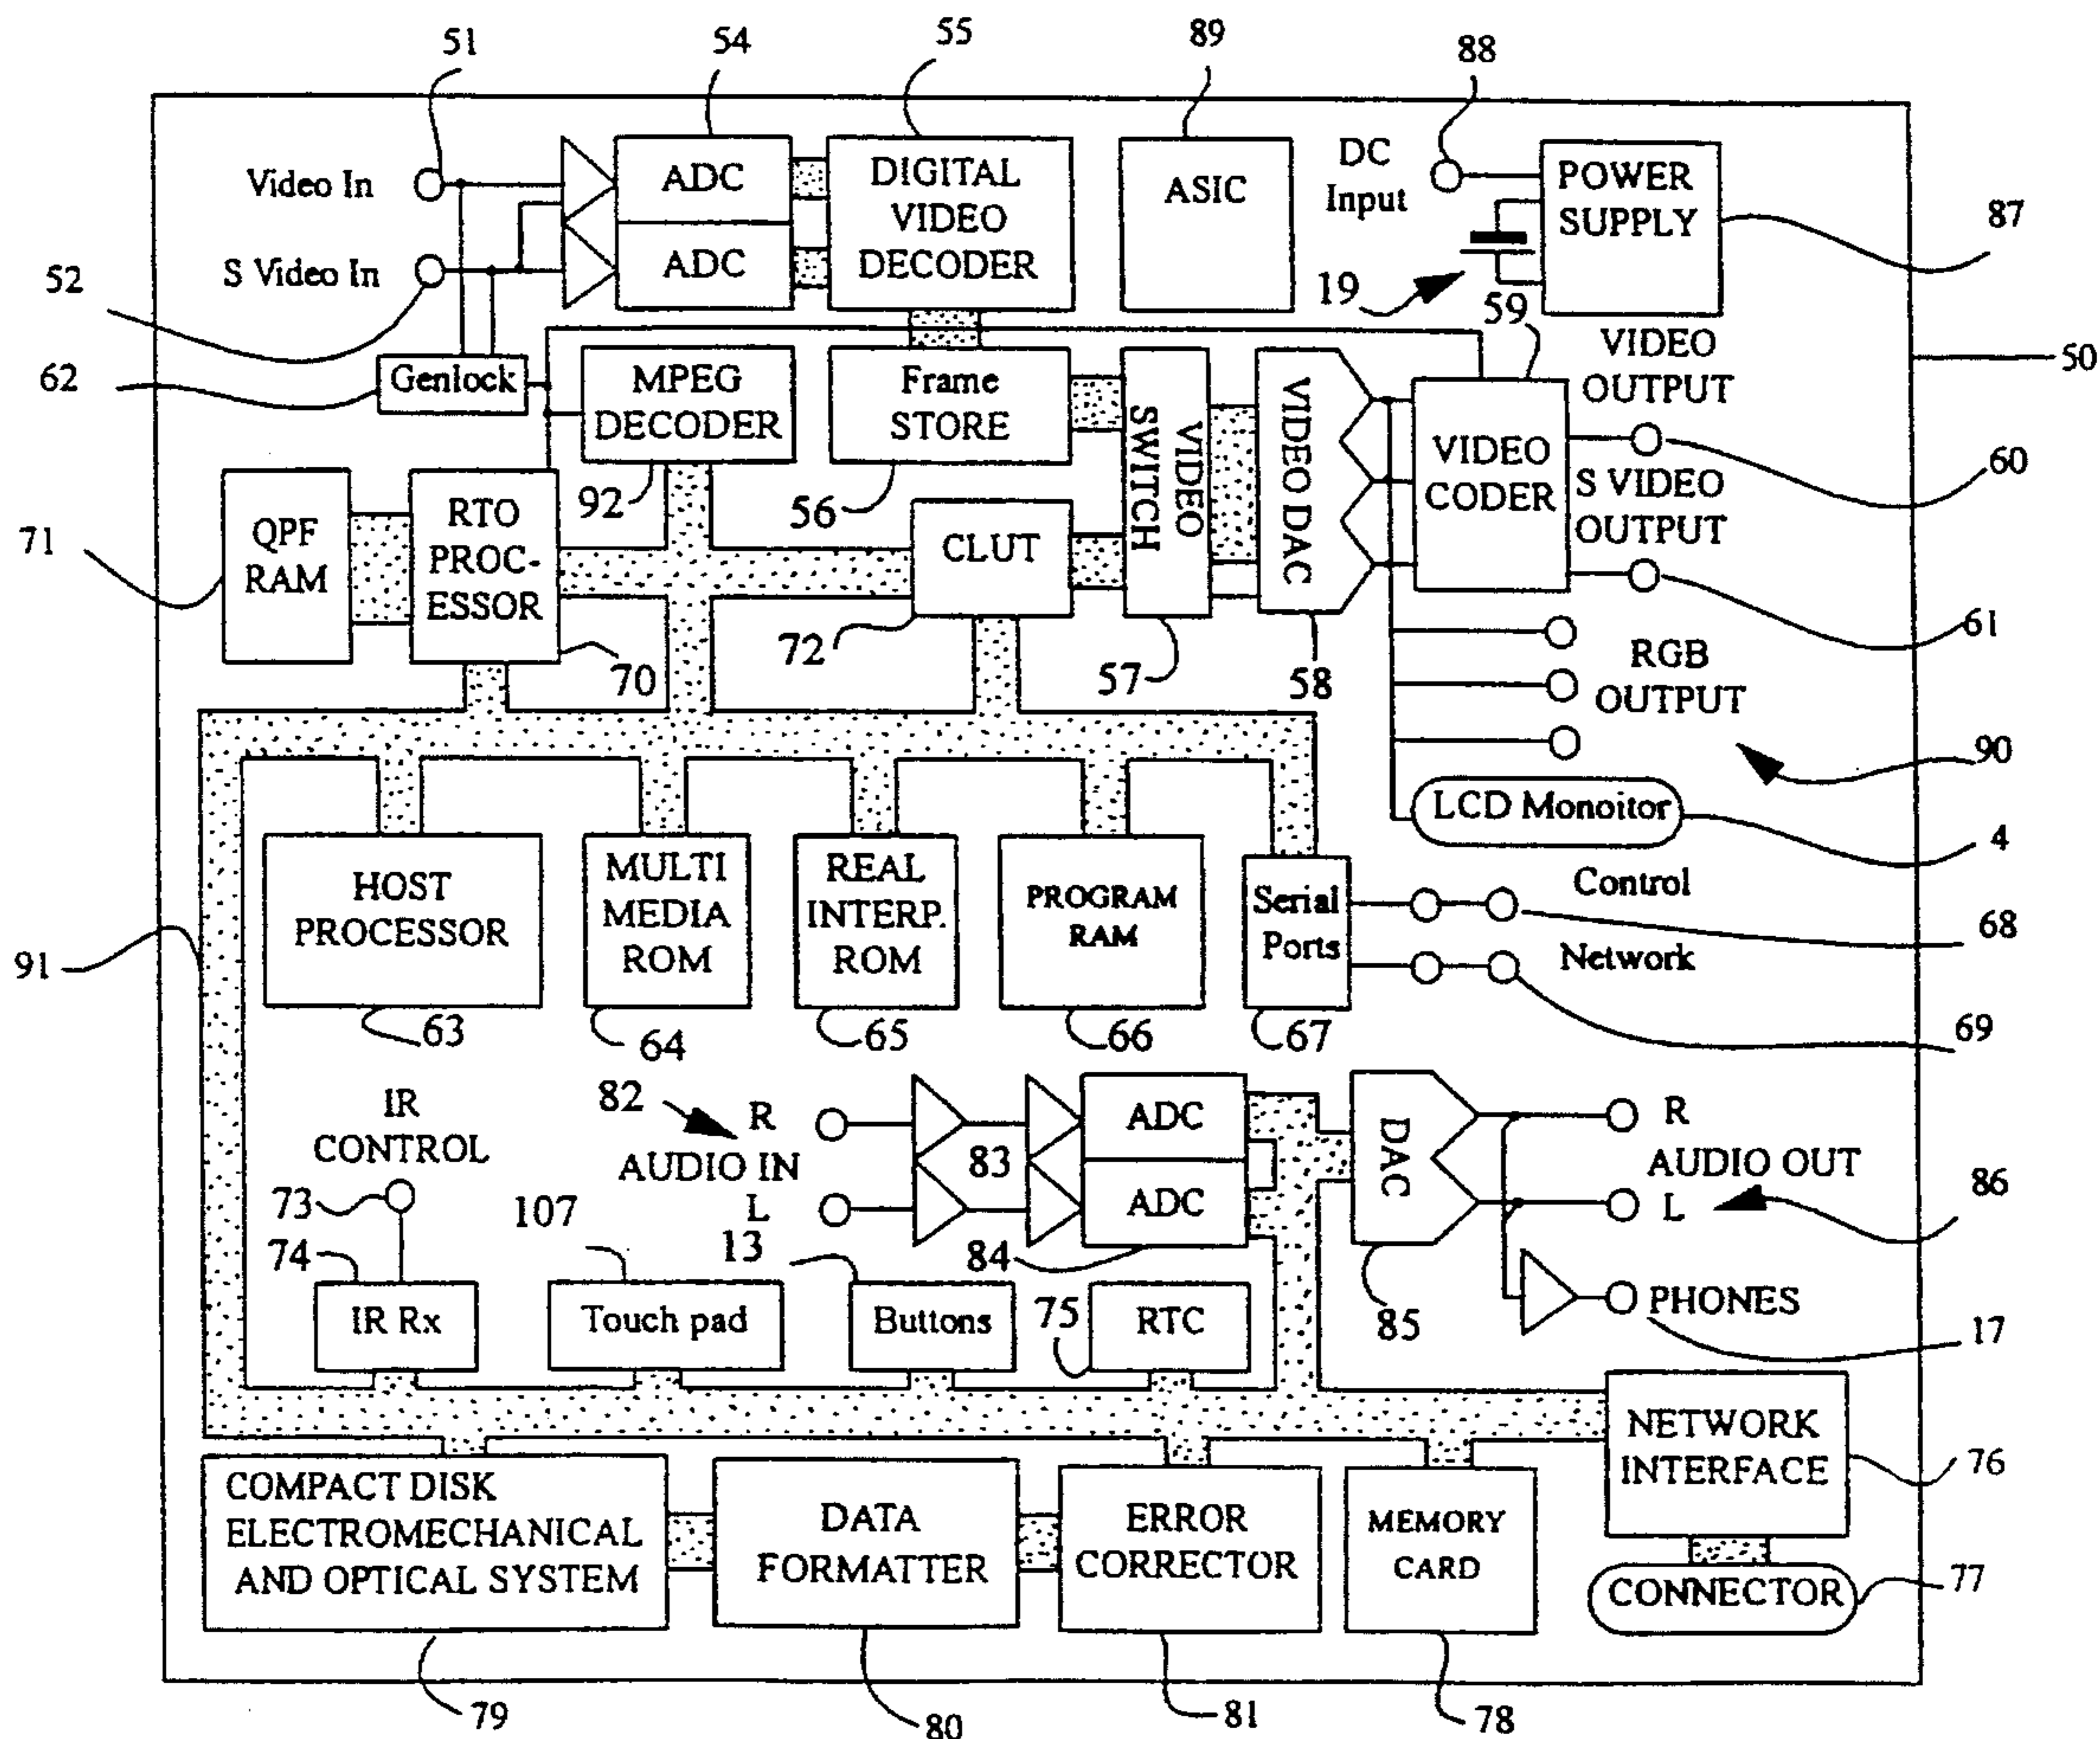 51
54
55
89
88
Video In
ADC
DIGITAL
VIDEO
DECODER
ASIC
DC
Input
POWER
SUPPLY
87
S Video In
ADC
52
19
59
VIDEO
OUTPUT
50
62
Genlock
MPEG
DECODER
Frame
STORE
VIDEO
SWITCH
VIDEO DAC
VIDEO
CODER
60
S VIDEO
OUTPUT
92
56
71
QPF
RAM
RTO
PROC-
ESSOR
CLUT
61
70
72
57
58
RGB
OUTPUT
90
LCD Monoitor
4
HOST
PROCESSOR
MULTI
MEDIA
ROM
REAL
INTERP.
ROM
PROGRAM
RAM
Serial
Ports
Control
68
Network
91
69
63
64
65
66
67
IR
CONTROL
82
R
AUDIO IN
L
83
ADC
ADC
DAC
R
AUDIO OUT
L
86
73
107
13
84
74
IR Rx
Touch pad
Buttons
75
RTC
85
PHONES
17
NETWORK
INTERFACE
76
COMPACT DISK
ELECTROMECHANICAL
AND OPTICAL SYSTEM
DATA
FORMATTER
ERROR
CORRECTOR
MEMORY
CARD
CONNECTOR
77
79
80
81
78